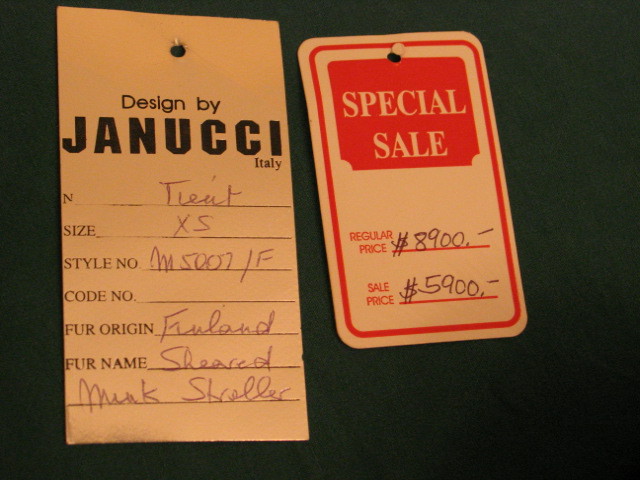 Design by
JANUCCI
Italy
N
SIZE XS
STYLE NO. M5007/F
CODE NO.
FUR ORIGIN Finland
FUR NAME Sheared
Mink Stroller
SPECIAL
SALE
REGULAR
PRICE $8900.-
SALE
PRICE $5900.-